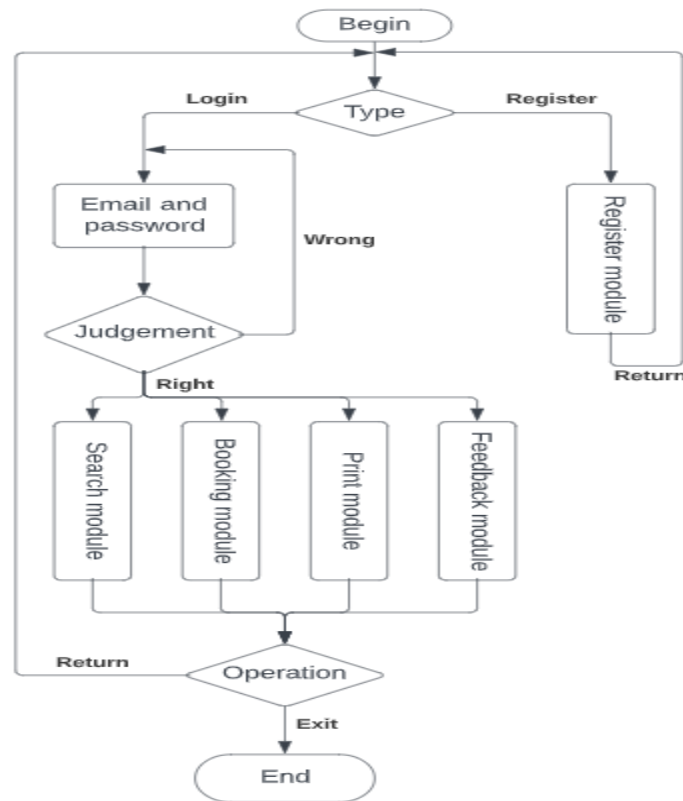 Begin
Login
Type
Register
Email and
password
Wrong
Register module
Judgement
Return
Right
Search module
Booking module
Print module
Feedback module
Return
Operation
Exit
End